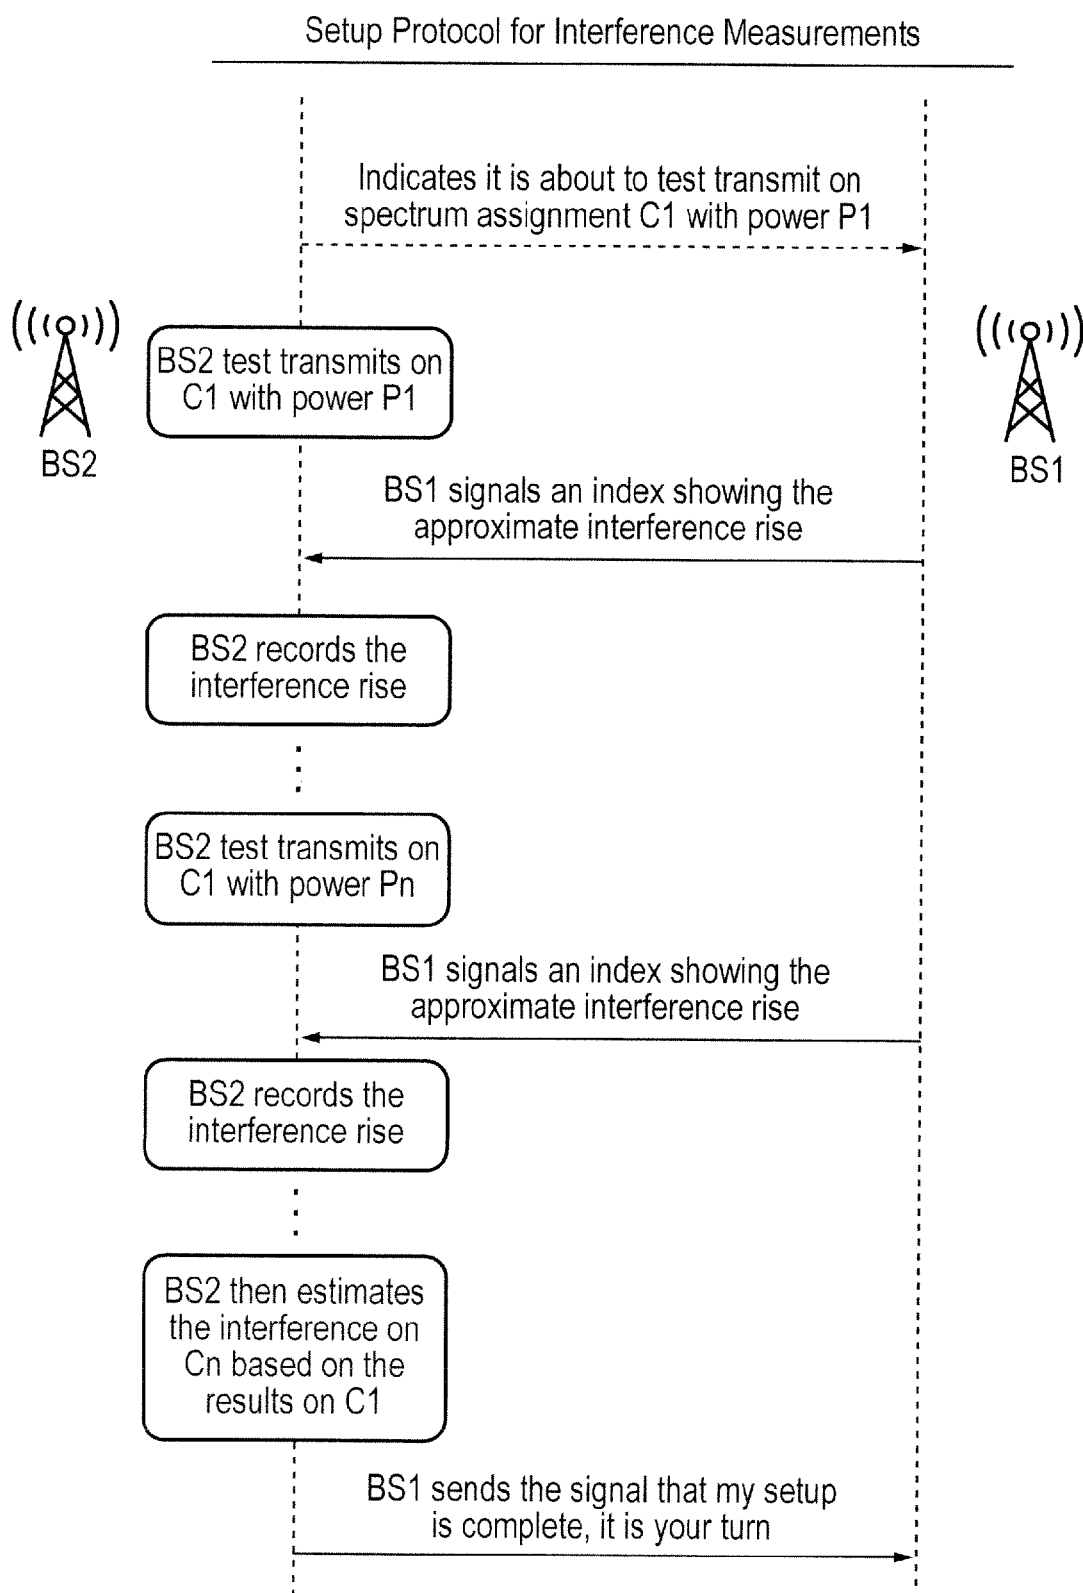 Setup Protocol for Interference Measurements
Indicates it is about to test transmit on
spectrum assignment C1 with power P1
BS2 test transmits on
C1 with power P1
BS2
BS1
BS1 signals an index showing the
approximate interference rise
BS2 records the
interference rise
BS2 test transmits on
C1 with power Pn
BS1 signals an index showing the
approximate interference rise
BS2 records the
interference rise
BS2 then estimates
the interference on
Cn based on the
results on C1
BS1 sends the signal that my setup
is complete, it is your turn